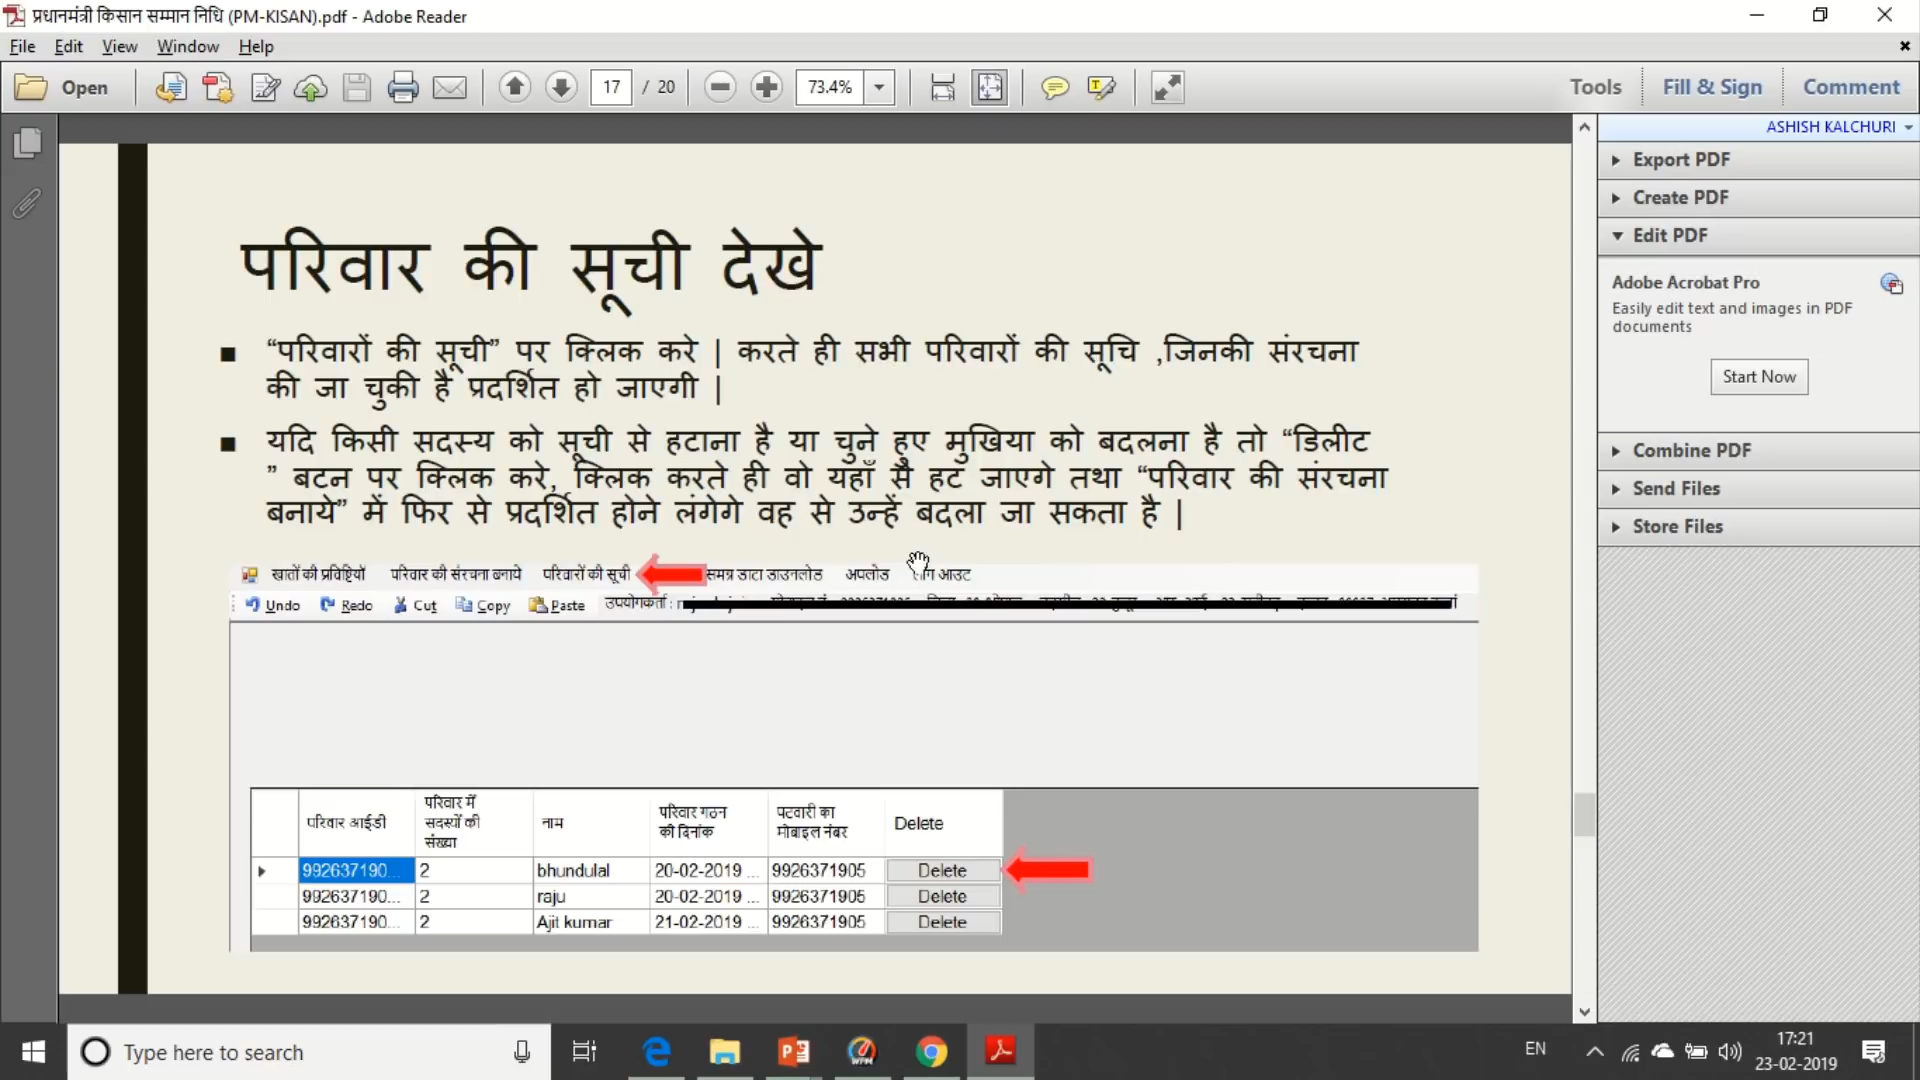 प्रधानमंत्री किसान सम्मान निधि (PM-KISAN).pdf - Adobe Reader
File Edit View Window Help
Open 17 / 20 73.4% Tools Fill & Sign Comment
ASHISH KALCHURI
Export PDF
Create PDF
Edit PDF
Adobe Acrobat Pro
Easily edit text and images in PDF
documents
Start Now
Combine PDF
Send Files
Store Files
परिवार की सूची देखे
“परिवारों की सूची” पर क्लिक करे | करते ही सभी परिवारों की सूचि ,जिनकी संरचना
की जा चुकी है प्रदर्शित हो जाएगी |
यदि किसी सदस्य को सूची से हटाना है या चुने हुए मुखिया को बदलना है तो “डिलीट
” बटन पर क्लिक करे, क्लिक करते ही वो यहाँ से हट जाएगे तथा “परिवार की संरचना
बनाये” में फिर से प्रदर्शित होने लंगेगे वह से उन्हें बदला जा सकता है |
खातों की प्रविष्टियाँ परिवार की संरचना बनाये परिवारों की सूची समग्र डाटा डाउनलोड अपलोड आउट
Undo Redo Cut Copy Paste उपयोगकर्ता :
परिवार आईडी परिवार में सदस्यों की संख्या नाम परिवार गठन की दिनांक पटवारी का मोबाइल नंबर Delete
992637190... 2 bhundulal 20-02-2019 ... 9926371905 Delete
992637190... 2 raju 20-02-2019 ... 9926371905 Delete
992637190... 2 Ajit kumar 21-02-2019 ... 9926371905 Delete
Type here to search
WPM
EN
17:21
23-02-2019